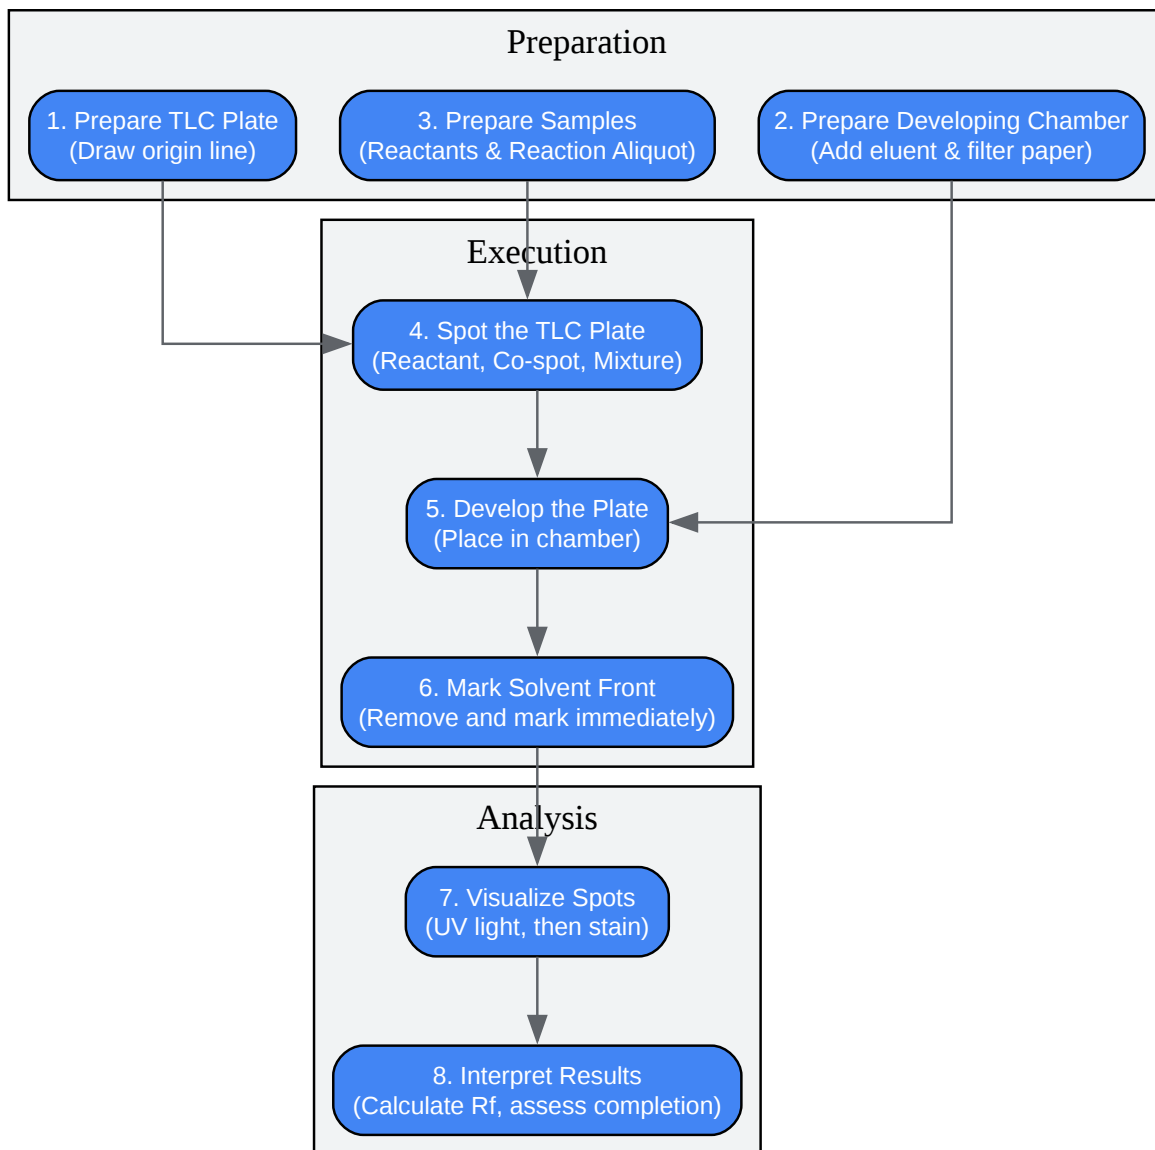 Preparation
1. Prepare TLC Plate
(Draw origin line)
3. Prepare Samples
(Reactants & Reaction Aliquot)
2. Prepare Developing Chamber
(Add eluent & filter paper)
Execution
4. Spot the TLC Plate
(Reactant, Co-spot, Mixture)
5. Develop the Plate
(Place in chamber)
6. Mark Solvent Front
(Remove and mark immediately)
Analysis
7. Visualize Spots
(UV light, then stain)
8. Interpret Results
(Calculate Rf, assess completion)